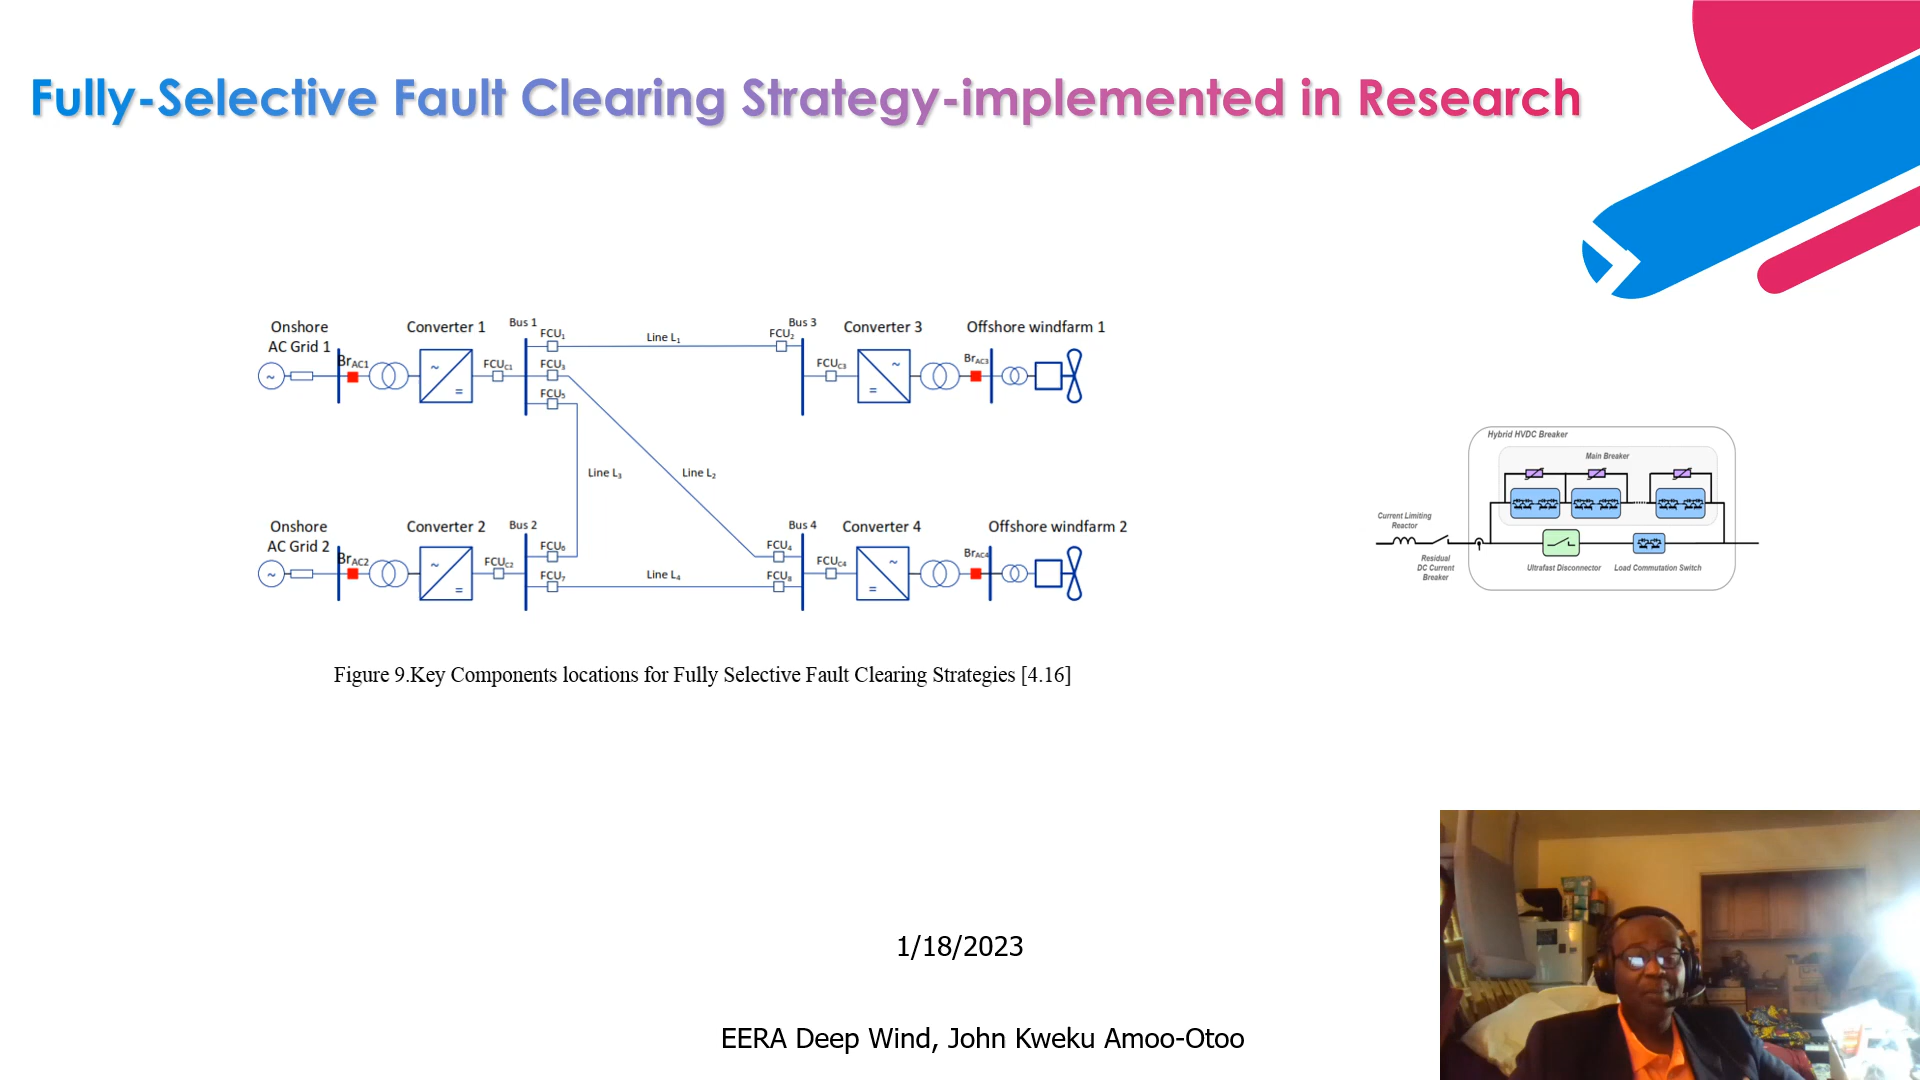 Fully-Selective Fault Clearing Strategy-implemented in Research
Onshore
AC Grid 1
BrAC1
Converter 1
FCUC1
Bus 1
FCU1
FCU3
FCU5
Line L1
Bus 3
FCU2
FCUC3
Converter 3
BrAC3
Offshore windfarm 1
Line L3
Line L2
Onshore
AC Grid 2
BrAC2
Converter 2
FCUC2
Bus 2
FCU6
FCU7
Line L4
Bus 4
FCU4
FCU8
FCUC4
Converter 4
BrAC4
Offshore windfarm 2
Figure 9.Key Components locations for Fully Selective Fault Clearing Strategies [4.16]
Hybrid HVDC Breaker
Main Breaker
Current Limiting
Reactor
Residual
DC Current
Breaker
Ultrafast Disconnector
Load Commutation Switch
1/18/2023
EERA Deep Wind, John Kweku Amoo-Otoo